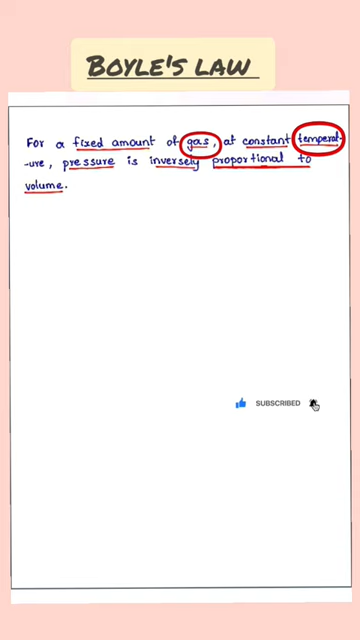 BOYLE'S LAW
For a fixed amount of gas, at constant temperat-
-ure, pressure is inversely proportional to
volume.
SUBSCRIBED